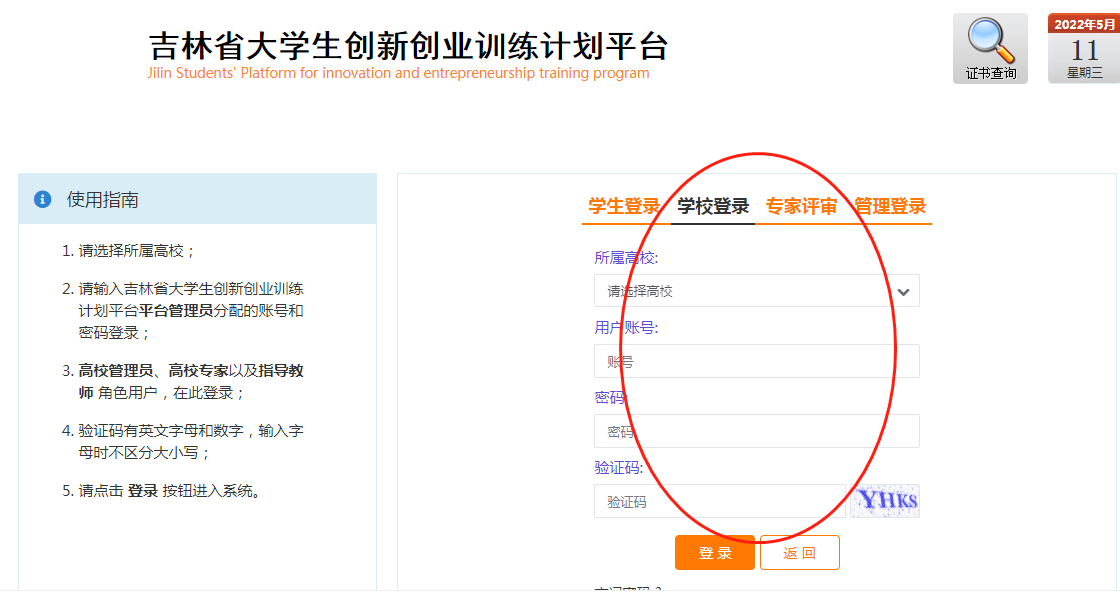 吉林省大学生创新创业训练计划平台
Jilin Students' Platform for innovation and entrepreneurship training program
证书查询
2022年5月
11
星期三
使用指南
1. 请选择所属高校；
2. 请输入吉林省大学生创新创业训练
计划平台平台管理员分配的账号和
密码登录；
3. 高校管理员、高校专家以及指导教
师 角色用户，在此登录；
4. 验证码有英文字母和数字，输入字
母时不区分大小写；
5. 请点击 登录 按钮进入系统。
学生登录 学校登录 专家评审 管理登录
所属高校:
请选择高校
用户账号:
账号
密码:
密码
验证码:
验证码 YHKS
登 录 返 回